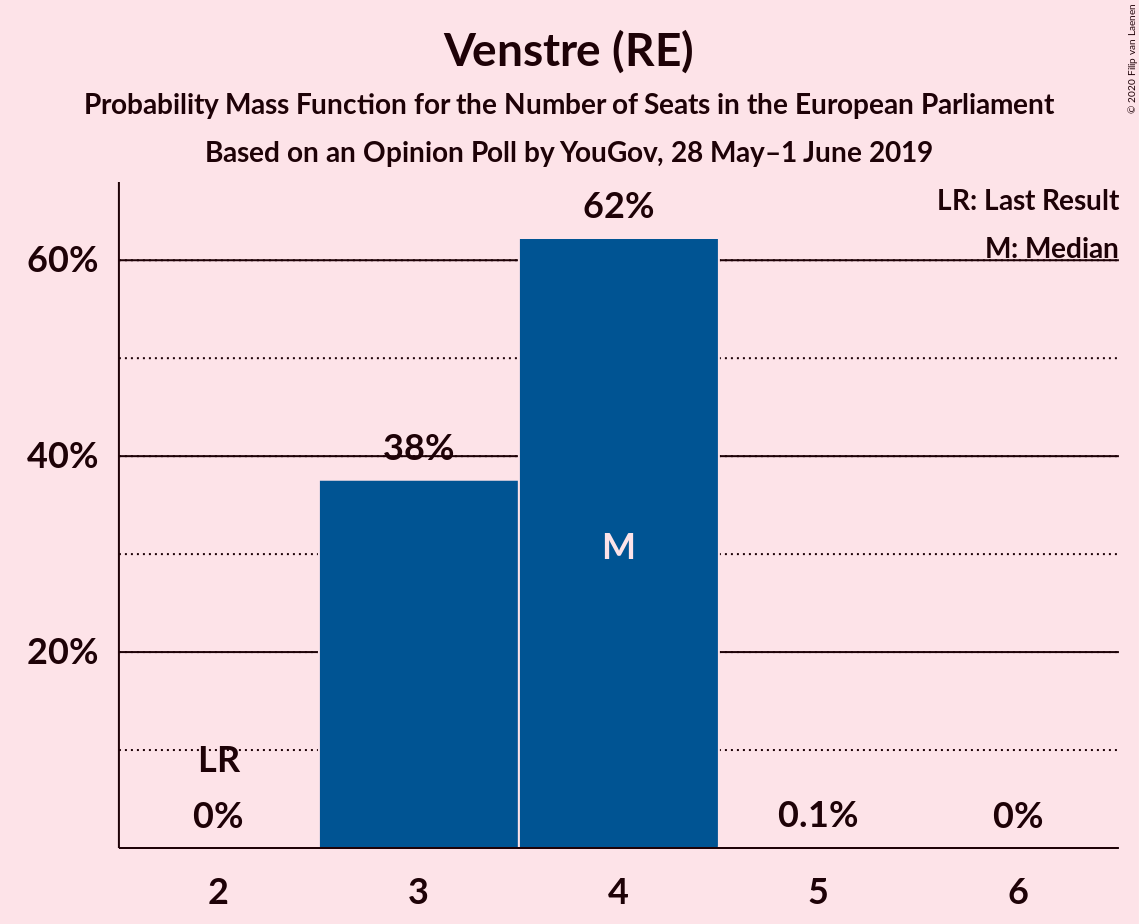 Venstre (RE)
Probability Mass Function for the Number of Seats in the European Parliament
Based on an Opinion Poll by YouGov, 28 May–1 June 2019
© 2020 Filip van Laenen
LR: Last Result
M: Median
60%
40%
20%
LR
0%
38%
62%
M
0.1%
0%
2
3
4
5
6